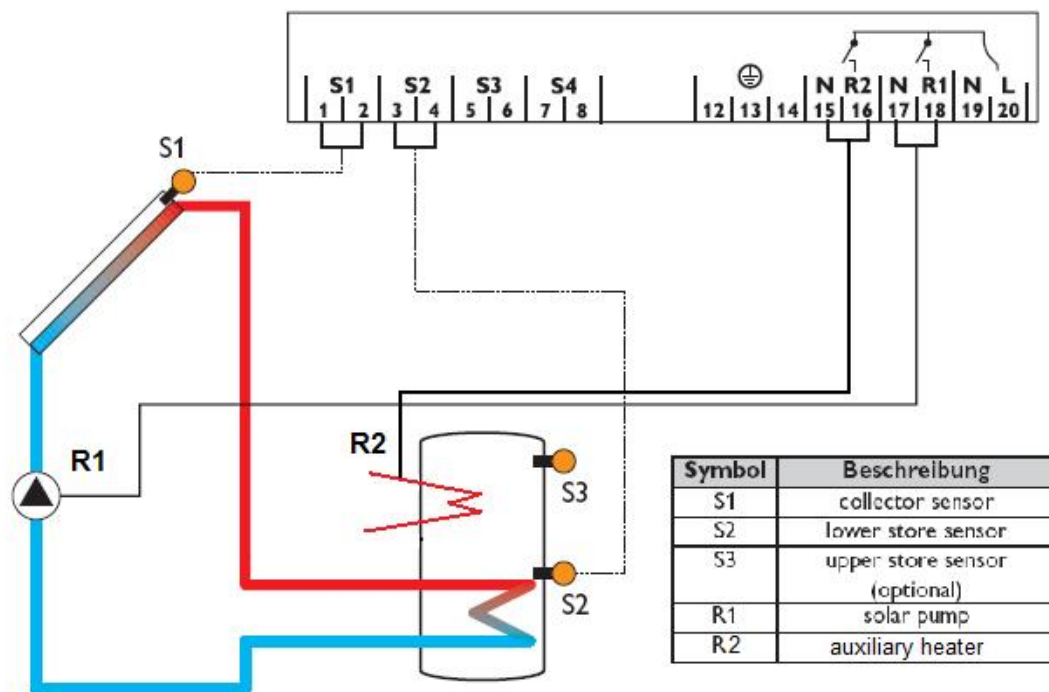 S1 S2 S3 S4 N R2 N R1 N L
1 2 3 4 5 6 7 8 12 13 14 15 16 17 18 19 20
S1
R2
R1
S3
S2
Symbol Beschreibung
S1 collector sensor
S2 lower store sensor
S3 upper store sensor
(optional)
R1 solar pump
R2 auxiliary heater